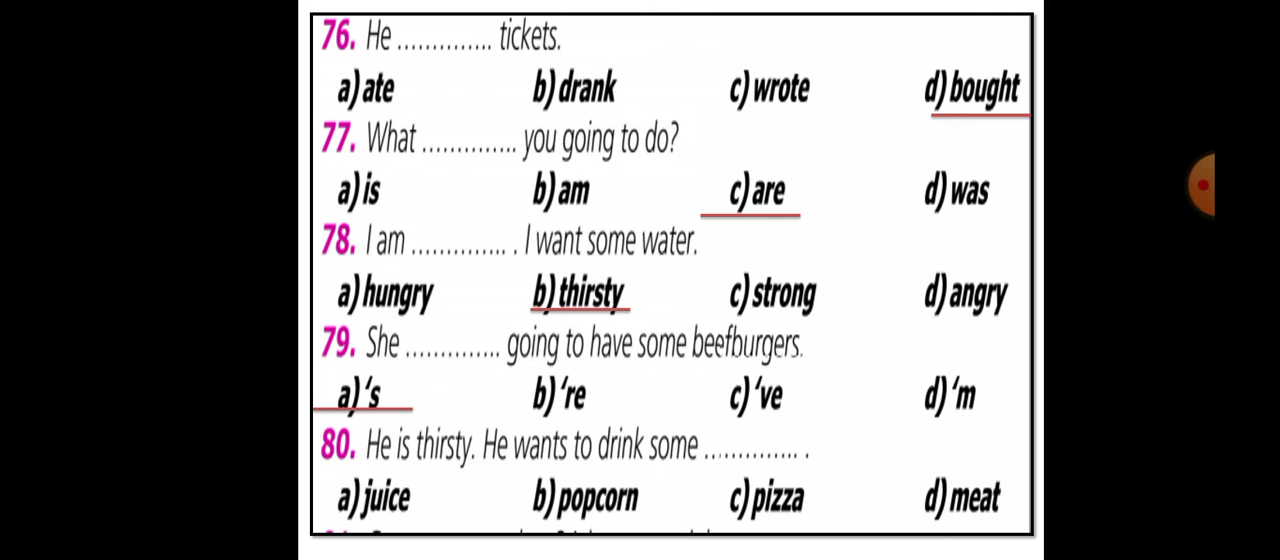 76. He .............. tickets.
a) ate b) drank c) wrote d) bought
77. What .............. you going to do?
a) is b) am c) are d) was
78. I am .............. . I want some water.
a) hungry b) thirsty c) strong d) angry
79. She .............. going to have some beefburgers.
a) ‘s b) ‘re c) ‘ve d) ‘m
80. He is thirsty. He wants to drink some .............. .
a) juice b) popcorn c) pizza d) meat